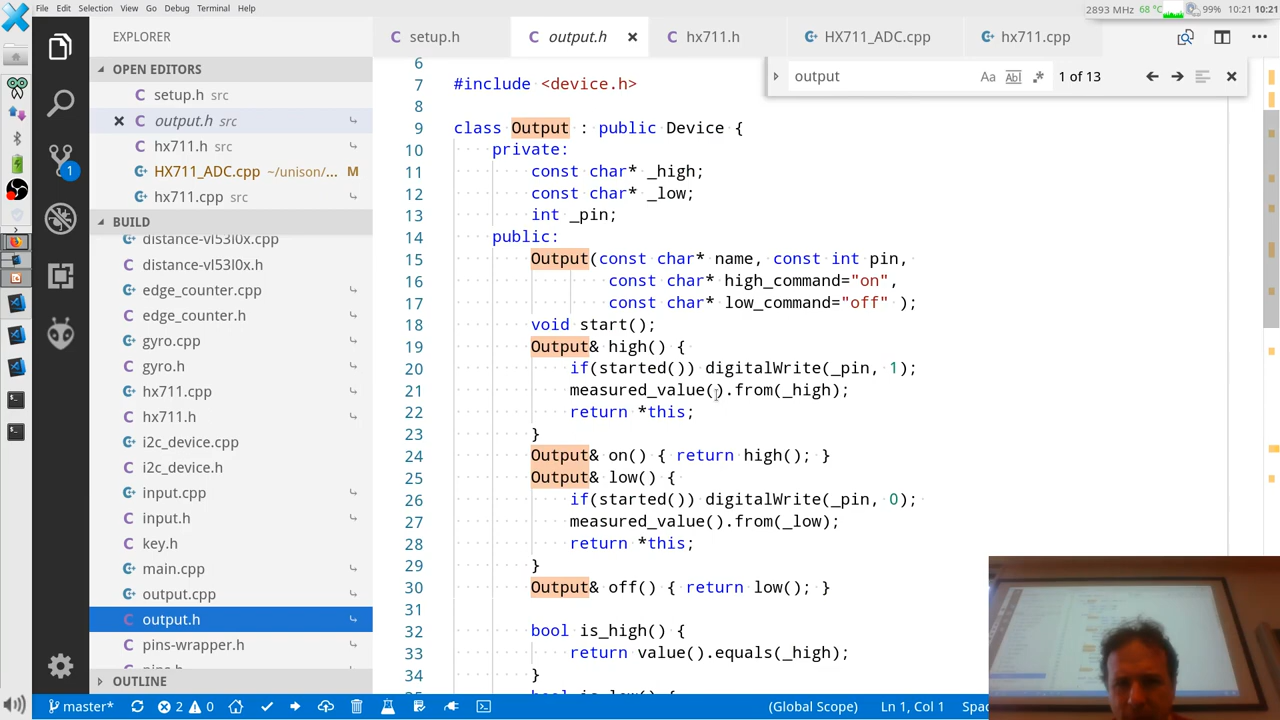 File Edit Selection View Go Debug Terminal Help
2893 MHz 68 °C 99% 10:21 10:21
EXPLORER
OPEN EDITORS
setup.h src
output.h src
hx711.h src
HX711_ADC.cpp ~/unison/... M
hx711.cpp src
BUILD
distance-vl53l0x.cpp
distance-vl53l0x.h
edge_counter.cpp
edge_counter.h
gyro.cpp
gyro.h
hx711.cpp
hx711.h
i2c_device.cpp
i2c_device.h
input.cpp
input.h
key.h
main.cpp
output.cpp
output.h
pins-wrapper.h
OUTLINE
1
setup.h output.h hx711.h HX711_ADC.cpp hx711.cpp
output Aa Abl 1 of 13
6
7 #include <device.h>
8
9 class Output : public Device {
10 private:
11 const char* _high;
12 const char* _low;
13 int _pin;
14 public:
15 Output(const char* name, const int pin,
16 const char* high_command="on",
17 const char* low_command="off" );
18 void start();
19 Output& high() {
20 if(started()) digitalWrite(_pin, 1);
21 measured_value().from(_high);
22 return *this;
23 }
24 Output& on() { return high(); }
25 Output& low() {
26 if(started()) digitalWrite(_pin, 0);
27 measured_value().from(_low);
28 return *this;
29 }
30 Output& off() { return low(); }
31
32 bool is_high() {
33 return value().equals(_high);
34 }
master* 2 0 (Global Scope) Ln 1, Col 1